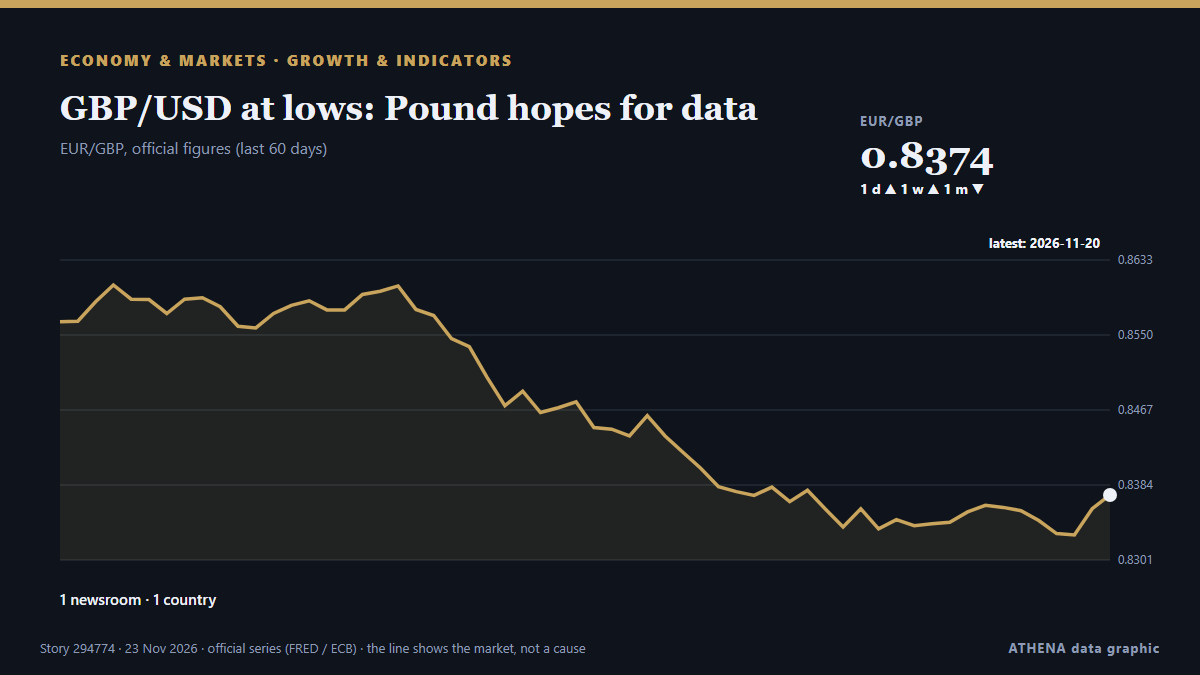 ECONOMY & MARKETS · GROWTH & INDICATORS
GBP/USD at lows: Pound hopes for data
EUR/GBP, official figures (last 60 days)
EUR/GBP
0.8374
1 d ▲ 1 w ▲ 1 m ▼
latest: 2026-11-20
0.8633
0.8550
0.8467
0.8384
0.8301
1 newsroom · 1 country
Story 294774 · 23 Nov 2026 · official series (FRED / ECB) · the line shows the market, not a cause
ATHENA data graphic